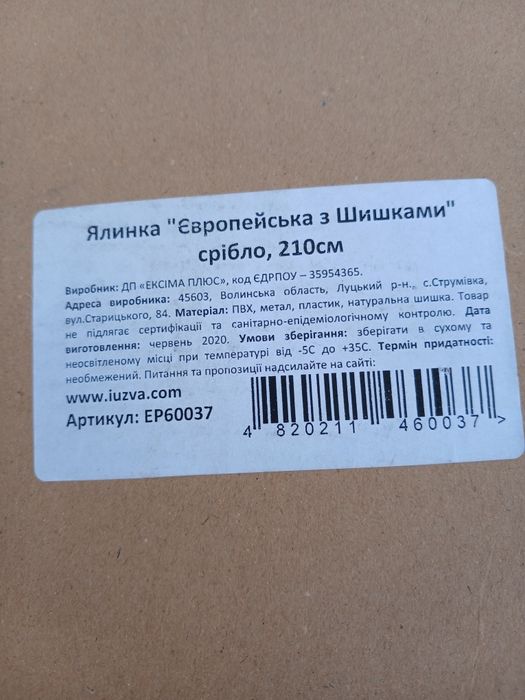 Ялинка "Європейська з Шишками"
срібло, 210см
Виробник: ДП «ЕКСІМА ПЛЮС», код ЄДРПОУ – 35954365.
Адреса виробника: 45603, Волинська область, Луцький р-н., с.Струмівка,
вул.Старицького, 84. Матеріал: ПВХ, метал, пластик, натуральна шишка. Товар
не підлягає сертифікації та санітарно-епідеміологічному контролю. Дата
виготовлення: червень 2020. Умови зберігання: зберігати в сухому та
неосвітленому місці при температурі від -5С до +35С. Термін придатності:
необмежений. Питання та пропозиції надсилайте на сайті:
www.iuzva.com
Артикул: EP60037
4 820211 460037 >